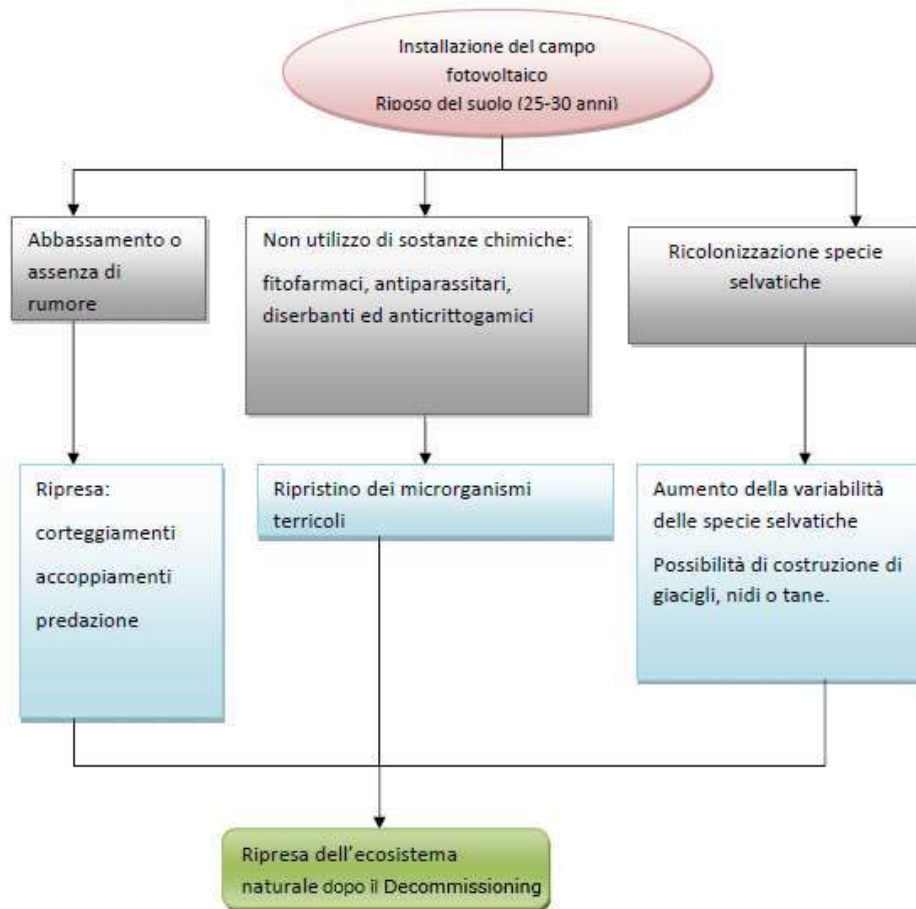 Installazione del campo
fotovoltaico
Riposo del suolo (25-30 anni)
Abbassamento o
assenza di
rumore
Non utilizzo di sostanze chimiche:
fitofarmaci, antiparassitari,
diserbanti ed anticrittogamici
Ricolonizzazione specie
selvatiche
Ripresa:
corteggiamenti
accoppiamenti
predazione
Ripristino dei microrganismi
terricoli
Aumento della variabilità
delle specie selvatiche
Possibilità di costruzione di
giacigli, nidi o tane.
Ripresa dell'ecosistema
naturale dopo il Decommissioning